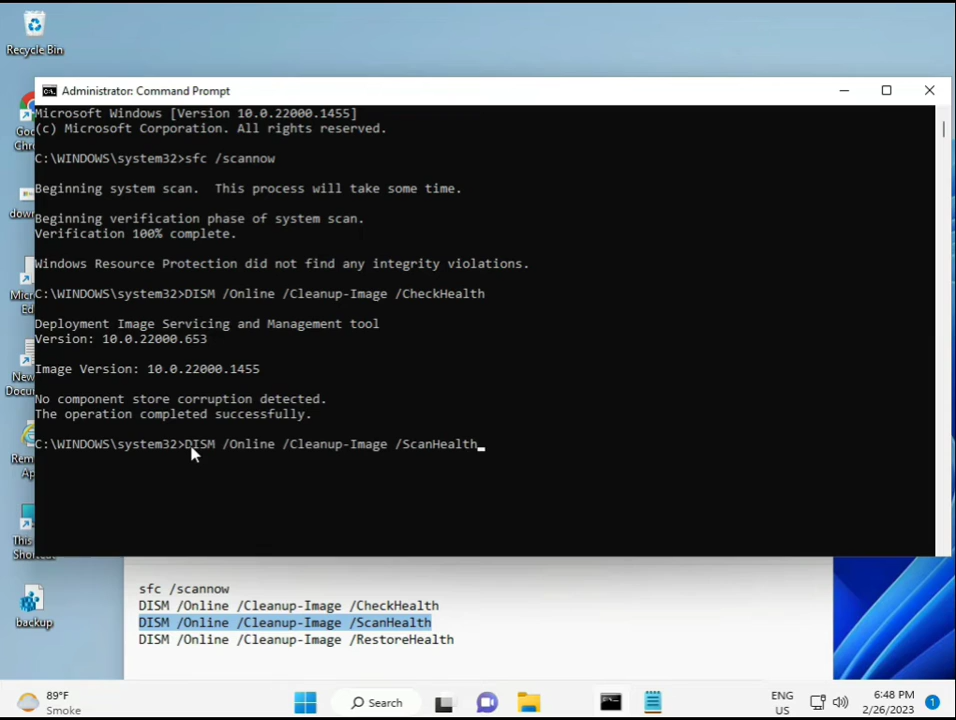 Recycle Bin
Administrator: Command Prompt
Microsoft Windows [Version 10.0.22000.1455]
(c) Microsoft Corporation. All rights reserved.
C:\WINDOWS\system32>sfc /scannow
Beginning system scan.  This process will take some time.
Beginning verification phase of system scan.
Verification 100% complete.
Windows Resource Protection did not find any integrity violations.
C:\WINDOWS\system32>DISM /Online /Cleanup-Image /CheckHealth
Deployment Image Servicing and Management tool
Version: 10.0.22000.653
Image Version: 10.0.22000.1455
No component store corruption detected.
The operation completed successfully.
C:\WINDOWS\system32>DISM /Online /Cleanup-Image /ScanHealth
backup
sfc /scannow
DISM /Online /Cleanup-Image /CheckHealth
DISM /Online /Cleanup-Image /ScanHealth
DISM /Online /Cleanup-Image /RestoreHealth
89°F
Smoke
Search
ENG
US
6:48 PM
2/26/2023
1